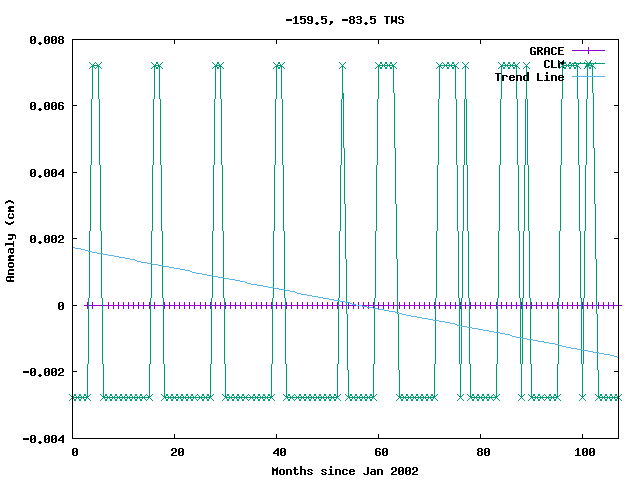 -159.5, -83.5 TWS
GRACE
CLM
Trend Line
0.008
0.006
0.004
0.002
0
-0.002
-0.004
Anomaly (cm)
0 20 40 60 80 100
Months since Jan 2002